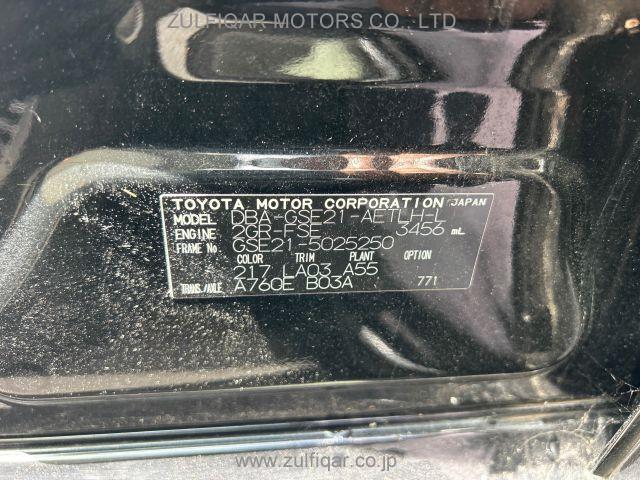 ZULFIQAR MOTORS CO. LTD
TOYOTA MOTOR CORPORATION JAPAN
MODEL DBA-GSE21-AETLH-L
ENGINE 2GR-FSE 3456 mL
FRAME No GSE21-5025250
COLOR TRIM PLANT OPTION
217 LA03 A55
TRANS/AXLE A760E B03A 771
www.zulfiqar.co.jp